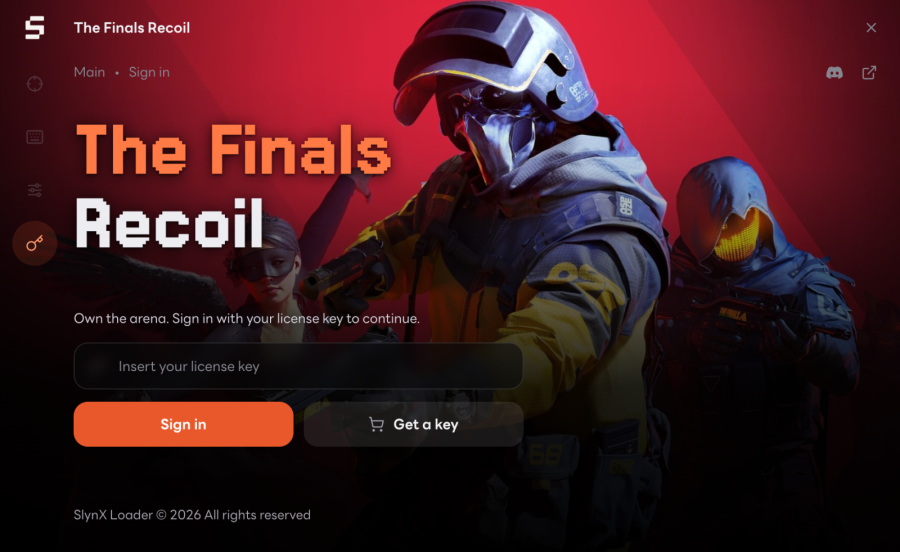 The Finals Recoil
Main • Sign in
The Finals
Recoil
Own the arena. Sign in with your license key to continue.
Insert your license key
Sign in
Get a key
SlynX Loader © 2026 All rights reserved